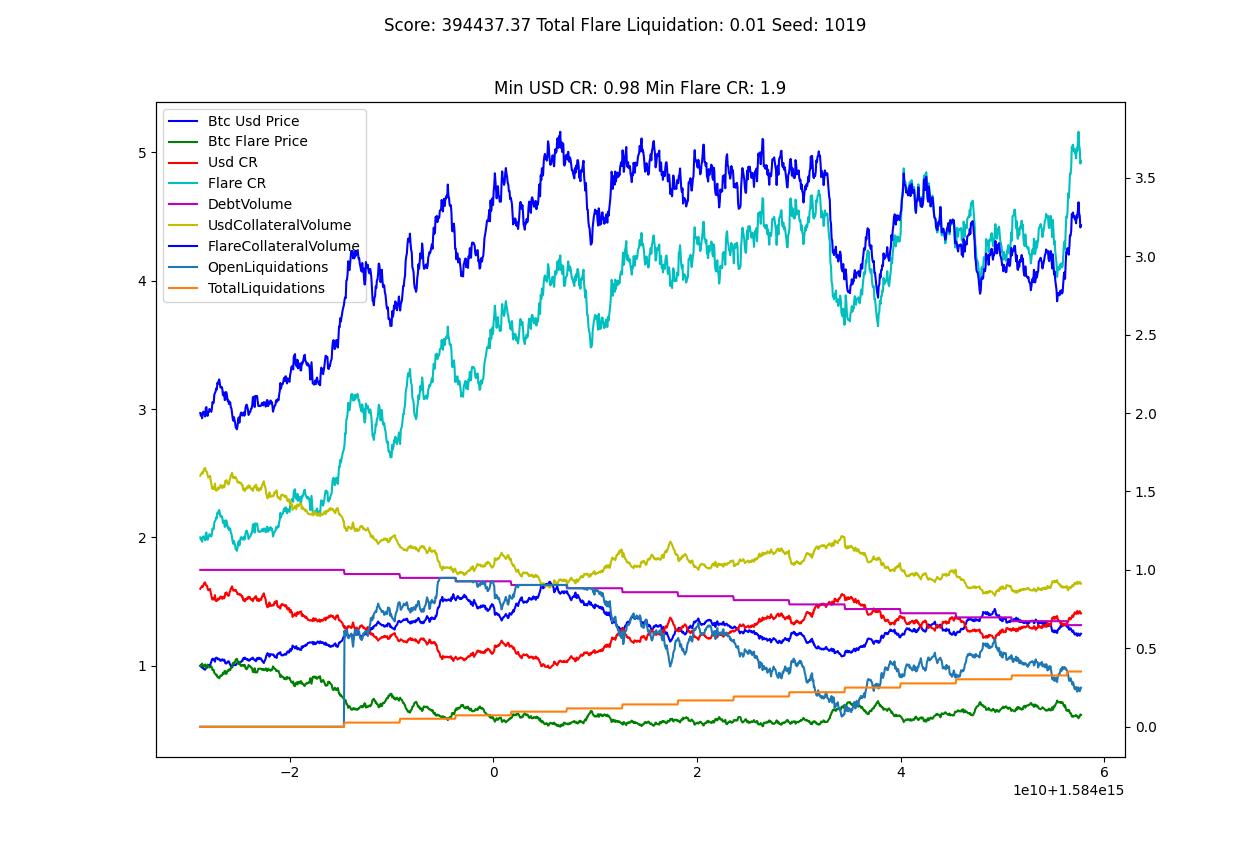 Score: 394437.37 Total Flare Liquidation: 0.01 Seed: 1019
Min USD CR: 0.98 Min Flare CR: 1.9
Btc Usd Price
Btc Flare Price
Usd CR
Flare CR
DebtVolume
UsdCollateralVolume
FlareCollateralVolume
OpenLiquidations
TotalLiquidations
5
4
3
2
1
3.5
3.0
2.5
2.0
1.5
1.0
0.5
0.0
−2 0 2 4 6
1e10+1.584e15